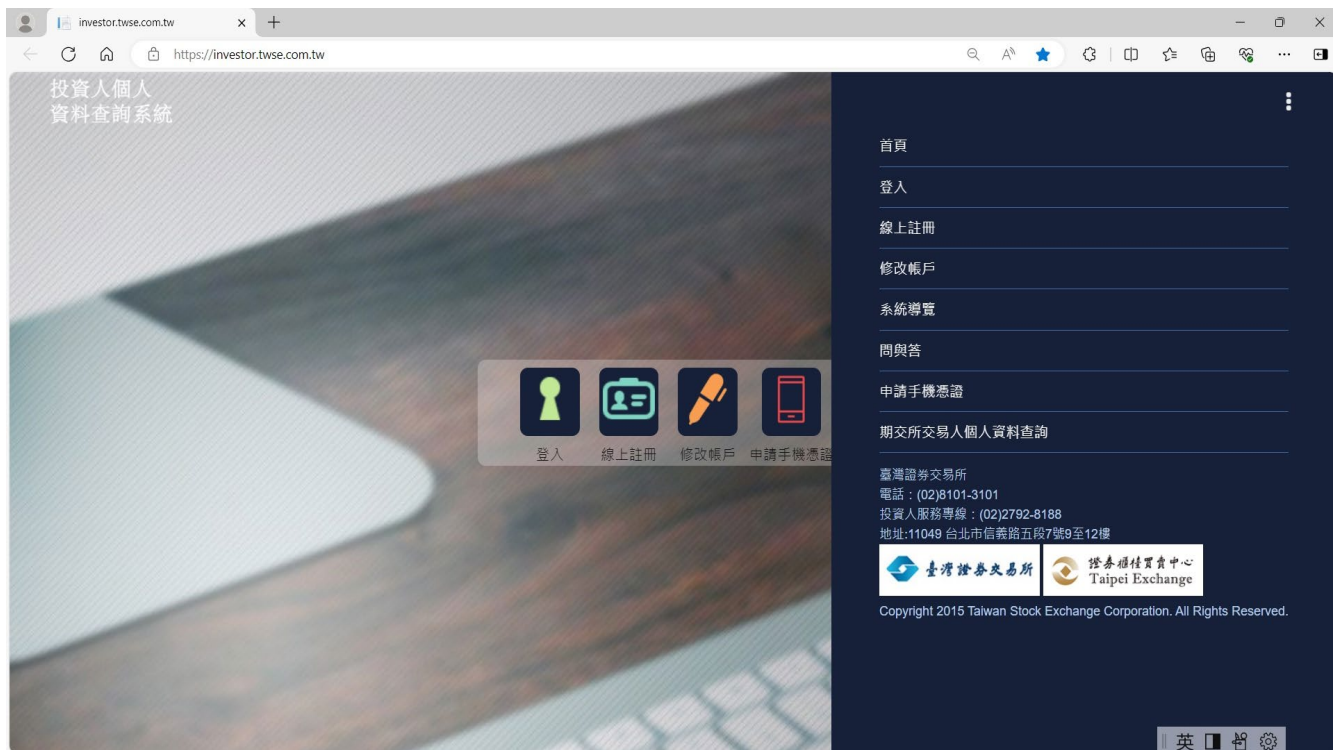 investor.twse.com.tw
https://investor.twse.com.tw
投資人個人
資料查詢系統
登入
線上註冊
修改帳戶
申請手機憑證
首頁
登入
線上註冊
修改帳戶
系統導覽
問與答
申請手機憑證
期交所交易人個人資料查詢
臺灣證券交易所
電話：(02)8101-3101
投資人服務專線：(02)2792-8188
地址:11049 台北市信義路五段7號9至12樓
臺灣證券交易所
證券櫃檯買賣中心
Taipei Exchange
Copyright 2015 Taiwan Stock Exchange Corporation. All Rights Reserved.
英